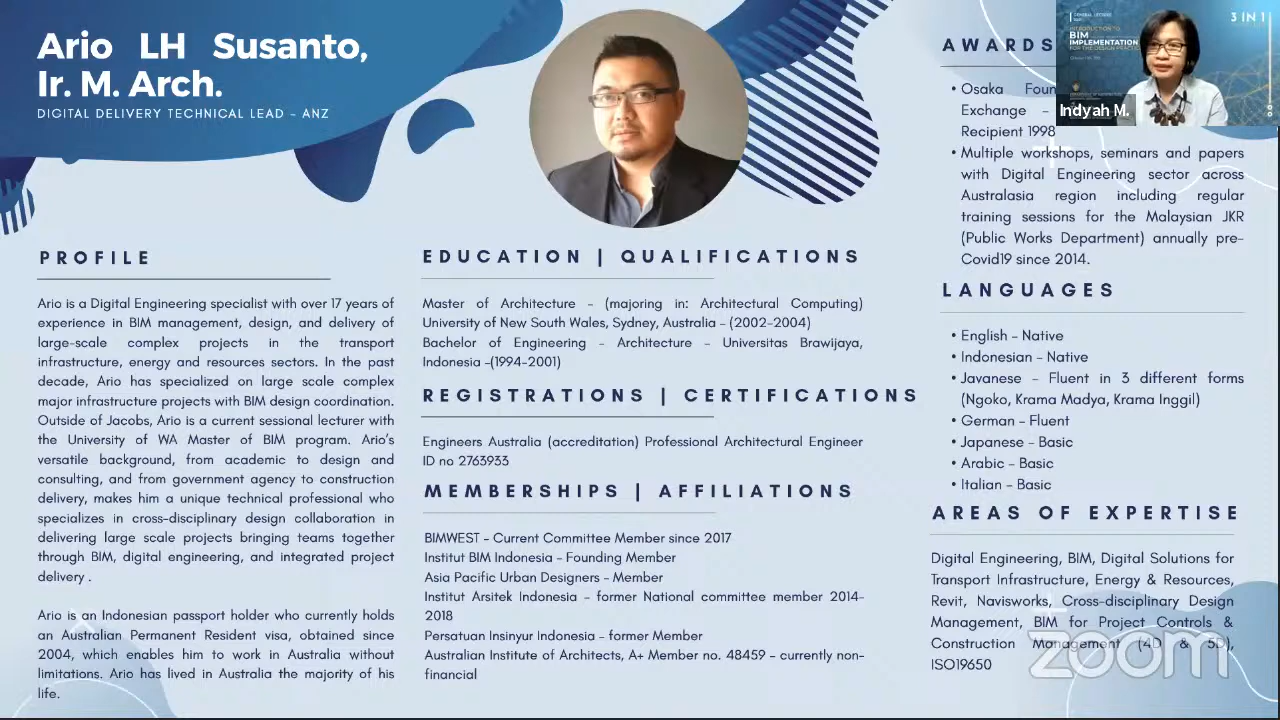 Ario LH Susanto,
Ir. M. Arch.
DIGITAL DELIVERY TECHNICAL LEAD – ANZ
PROFILE
Ario is a Digital Engineering specialist with over 17 years of
experience in BIM management, design, and delivery of
large-scale complex projects in the transport
infrastructure, energy and resources sectors. In the past
decade, Ario has specialized on large scale complex
major infrastructure projects with BIM design coordination.
Outside of Jacobs, Ario is a current sessional lecturer with
the University of WA Master of BIM program. Ario's
versatile background, from academic to design and
consulting, and from government agency to construction
delivery, makes him a unique technical professional who
specializes in cross-disciplinary design collaboration in
delivering large scale projects bringing teams together
through BIM, digital engineering, and integrated project
delivery .
Ario is an Indonesian passport holder who currently holds
an Australian Permanent Resident visa, obtained since
2004, which enables him to work in Australia without
limitations. Ario has lived in Australia the majority of his
life.
EDUCATION | QUALIFICATIONS
Master of Architecture – (majoring in: Architectural Computing)
University of New South Wales, Sydney, Australia – (2002–2004)
Bachelor of Engineering – Architecture – Universitas Brawijaya,
Indonesia –(1994–2001)
REGISTRATIONS | CERTIFICATIONS
Engineers Australia (accreditation) Professional Architectural Engineer
ID no 2763933
MEMBERSHIPS | AFFILIATIONS
BIMWEST – Current Committee Member since 2017
Institut BIM Indonesia – Founding Member
Asia Pacific Urban Designers – Member
Institut Arsitek Indonesia – former National committee member 2014-
2018
Persatuan Insinyur Indonesia – former Member
Australian Institute of Architects, A+ Member no. 48459 – currently non-
financial
AWARDS
• Osaka
Exchange –
Recipient 1998
• Multiple workshops, seminars and papers
with Digital Engineering sector across
Australasia region including regular
training sessions for the Malaysian JKR
(Public Works Department) annually pre-
Covid19 since 2014.
LANGUAGES
• English – Native
• Indonesian – Native
• Javanese – Fluent in 3 different forms
(Ngoko, Krama Madya, Krama Inggil)
• German – Fluent
• Japanese – Basic
• Arabic – Basic
• Italian – Basic
AREAS OF EXPERTISE
Digital Engineering, BIM, Digital Solutions for
Transport Infrastructure, Energy & Resources,
Revit, Navisworks, Cross-disciplinary Design
Management, BIM for Project Controls &
Construction Management (4D & 5D),
ISO19650
GENERAL LECTURE
INTRODUCTION TO
BIM
IMPLEMENTATION
3 IN 1
Indyah M.
zoom